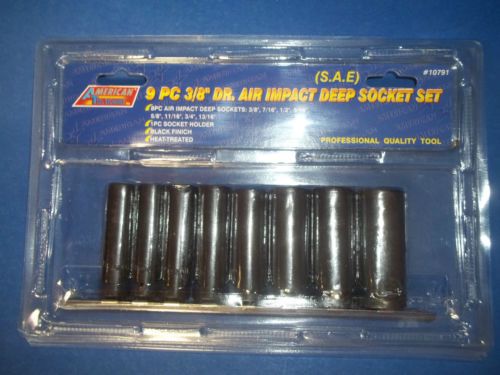 (S.A.E)
#10791
AMERICAN
9 PC 3/8" DR. AIR IMPACT DEEP SOCKET SET
8PC AIR IMPACT DEEP SOCKETS: 3/8", 7/16", 1/2",
5/8", 11/16", 3/4", 13/16"
1PC SOCKET HOLDER
BLACK FINISH
HEAT-TREATED
PROFESSIONAL QUALITY TOOL